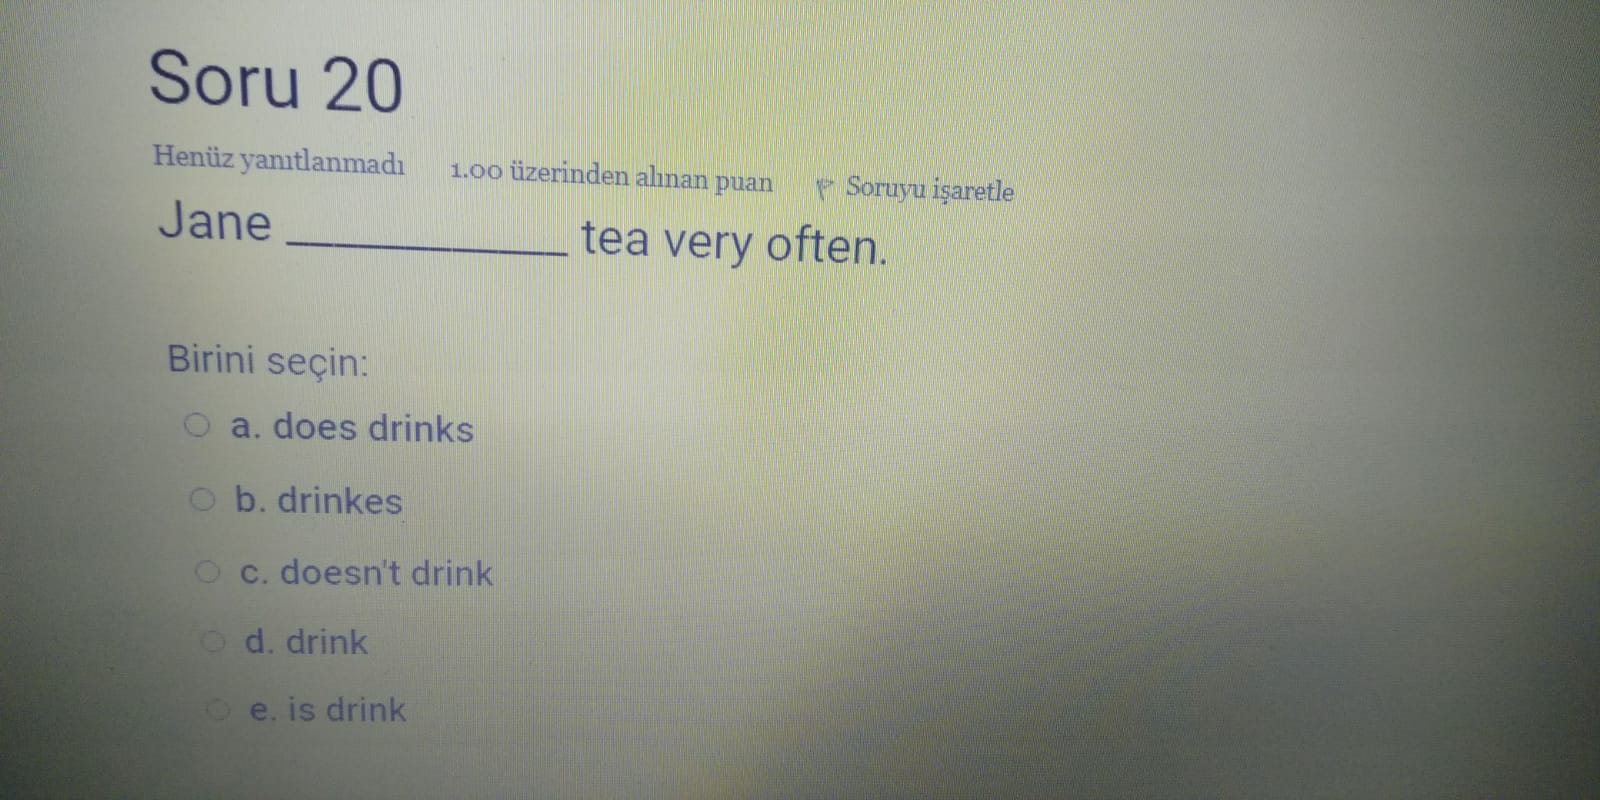 Soru 20
Henüz yanıtlanmadı 1.00 üzerinden alınan puan Soruyu işaretle
Jane __________ tea very often.
Birini seçin:
a. does drinks
b. drinkes
c. doesn't drink
d. drink
e. is drink